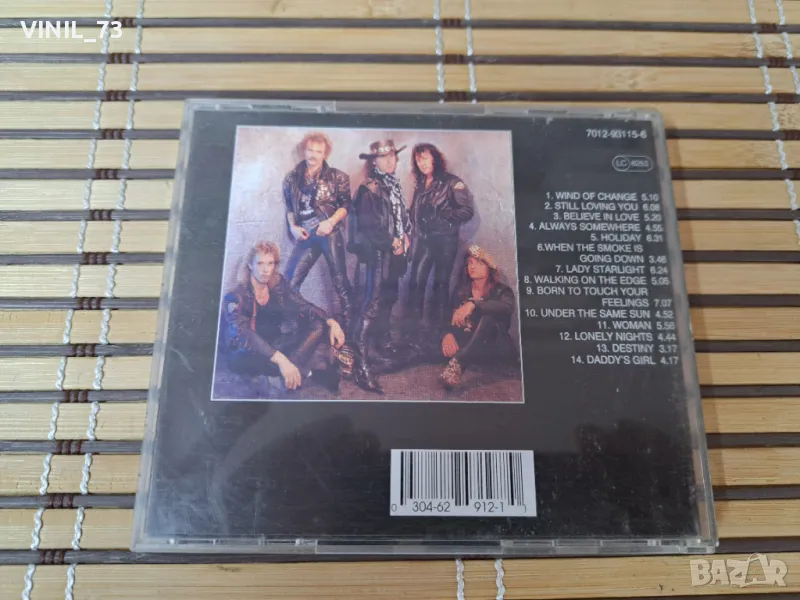 VINIL_73
7012-93115-6
LC
1. WIND OF CHANGE 5.10
2. STILL LOVING YOU 6.08
3. BELIEVE IN LOVE 5.20
4. ALWAYS SOMEWHERE 4.55
5. HOLIDAY 6.31
6.WHEN THE SMOKE IS
GOING DOWN 3.46
7. LADY STARLIGHT 6.24
8. WALKING ON THE EDGE 5.05
9. BORN TO TOUCH YOUR
FEELINGS 7.07
10. UNDER THE SAME SUN 4.52
11. WOMAN 5.56
12. LONELY NIGHTS 4.44
13. DESTINY 3.17
14. DADDY'S GIRL 4.17
0 304-62 912-1
BAZAR